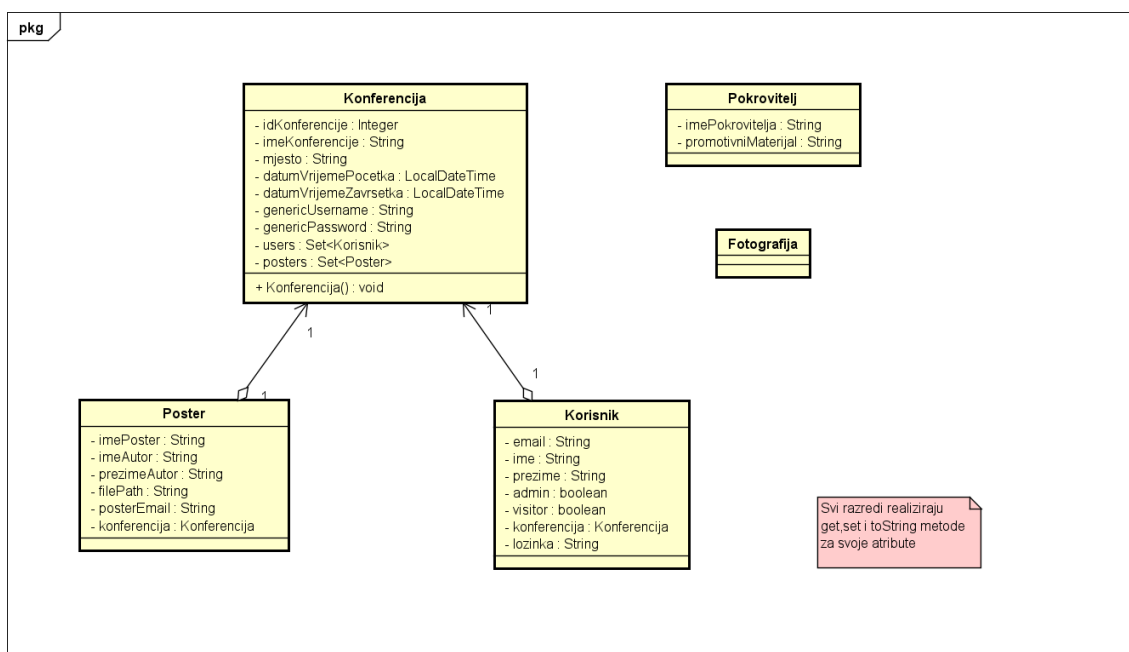 pkg
Konferencija
- idKonferencije : Integer
- imeKonferencije : String
- mjesto : String
- datumVrijemePocetka : LocalDateTime
- datumVrijemeZavrsetka : LocalDateTime
- genericUsername : String
- genericPassword : String
- users : Set<Korisnik>
- posters : Set<Poster>
+ Konferencija() : void
Pokrovitelj
- imePokrovitelja : String
- promotivniMaterijal : String
Fotografija
1
1
1
1
Poster
- imePoster : String
- imeAutor : String
- prezimeAutor : String
- filePath : String
- posterEmail : String
- konferencija : Konferencija
Korisnik
- email : String
- ime : String
- prezime : String
- admin : boolean
- visitor : boolean
- konferencija : Konferencija
- lozinka : String
Svi razredi realiziraju
get,set i toString metode
za svoje atribute